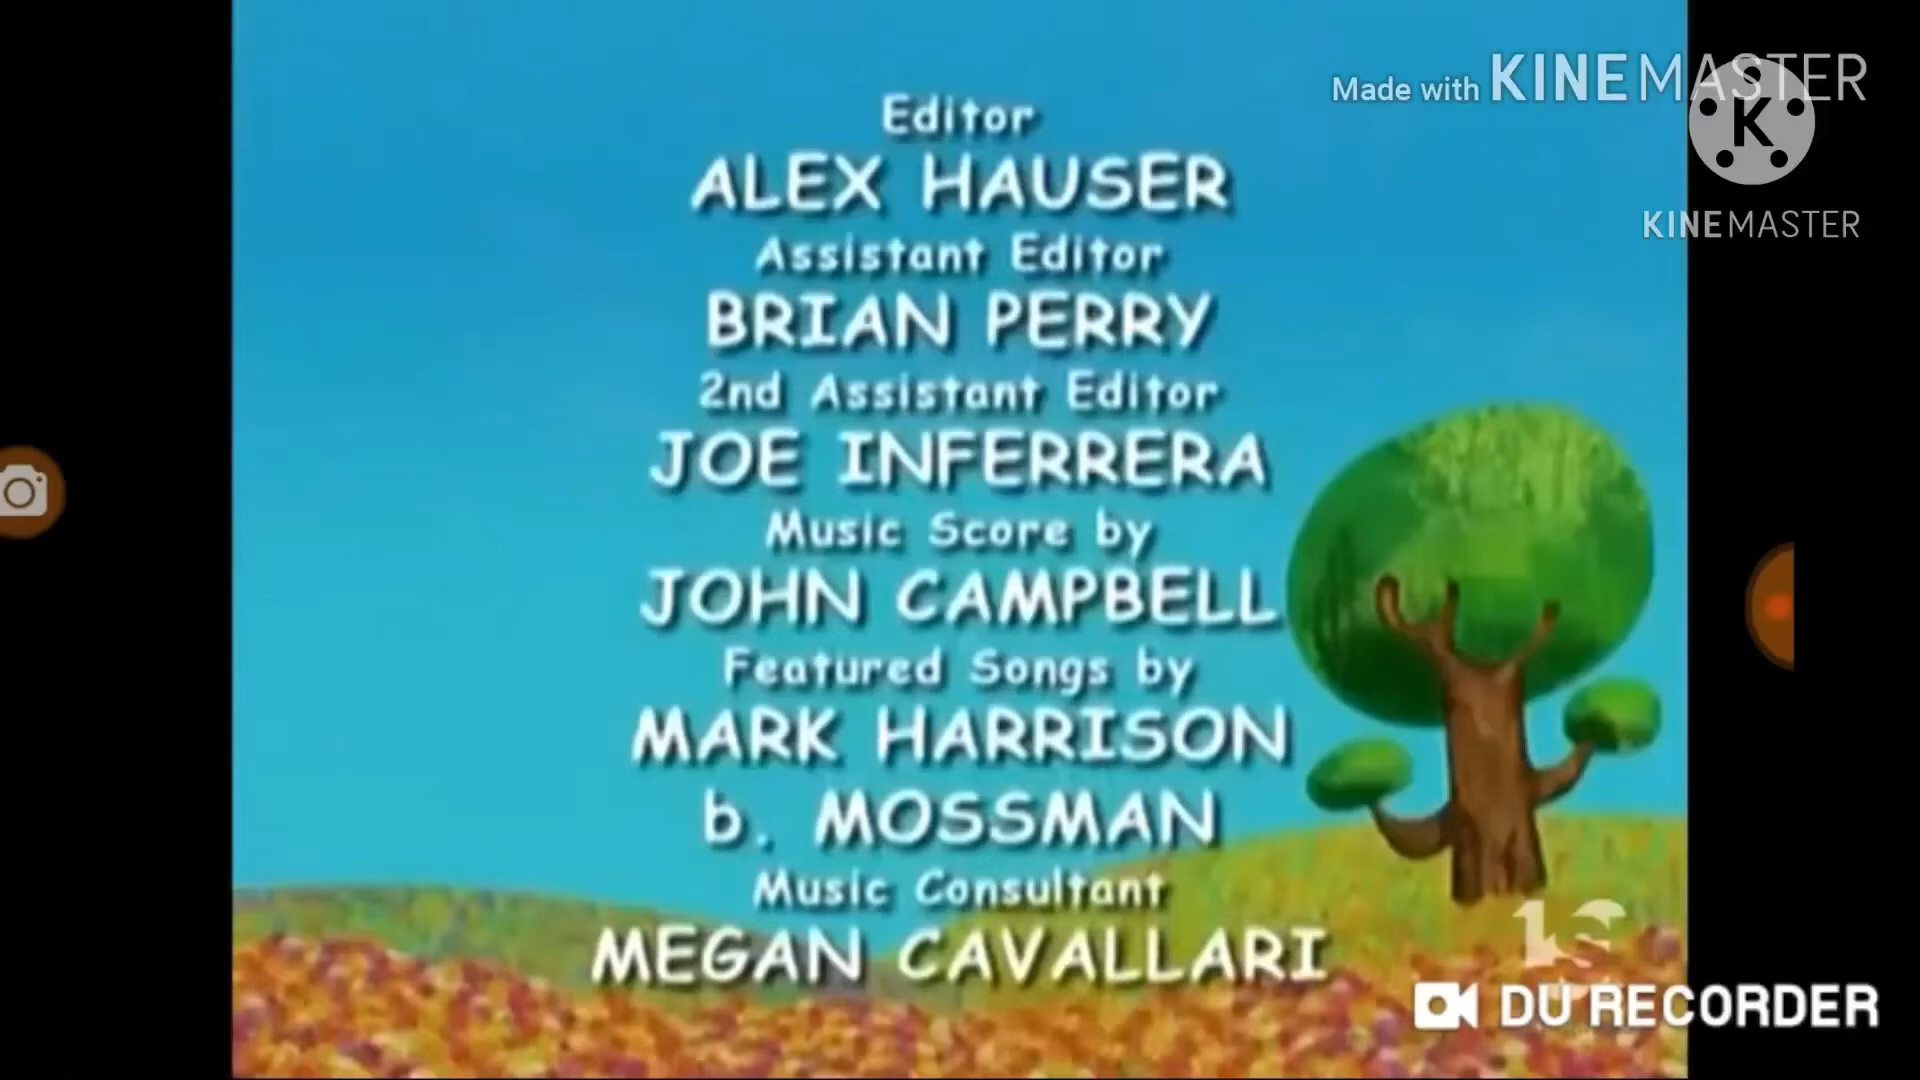 Made with KINEMASTER
K
KINEMASTER
Editor
ALEX HAUSER
Assistant Editor
BRIAN PERRY
2nd Assistant Editor
JOE INFERRERA
Music Score by
JOHN CAMPBELL
Featured Songs by
MARK HARRISON
b. MOSSMAN
Music Consultant
MEGAN CAVALLARI
DU RECORDER